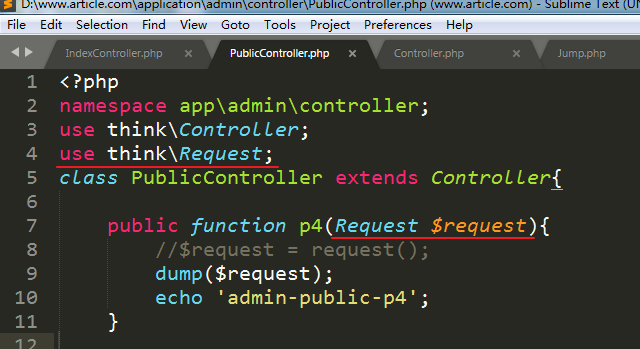 D:\www.article.com\application\admin\controller\PublicController.php (www.article.com) - Sublime Text (UN
File Edit Selection Find View Goto Tools Project Preferences Help
IndexController.php × PublicController.php × Controller.php × Jump.php
1 <?php
2 namespace app\admin\controller;
3 use think\Controller;
4 use think\Request;
5 class PublicController extends Controller{
6
7 public function p4(Request $request){
8 //$request = request();
9 dump($request);
10 echo 'admin-public-p4';
11 }
12